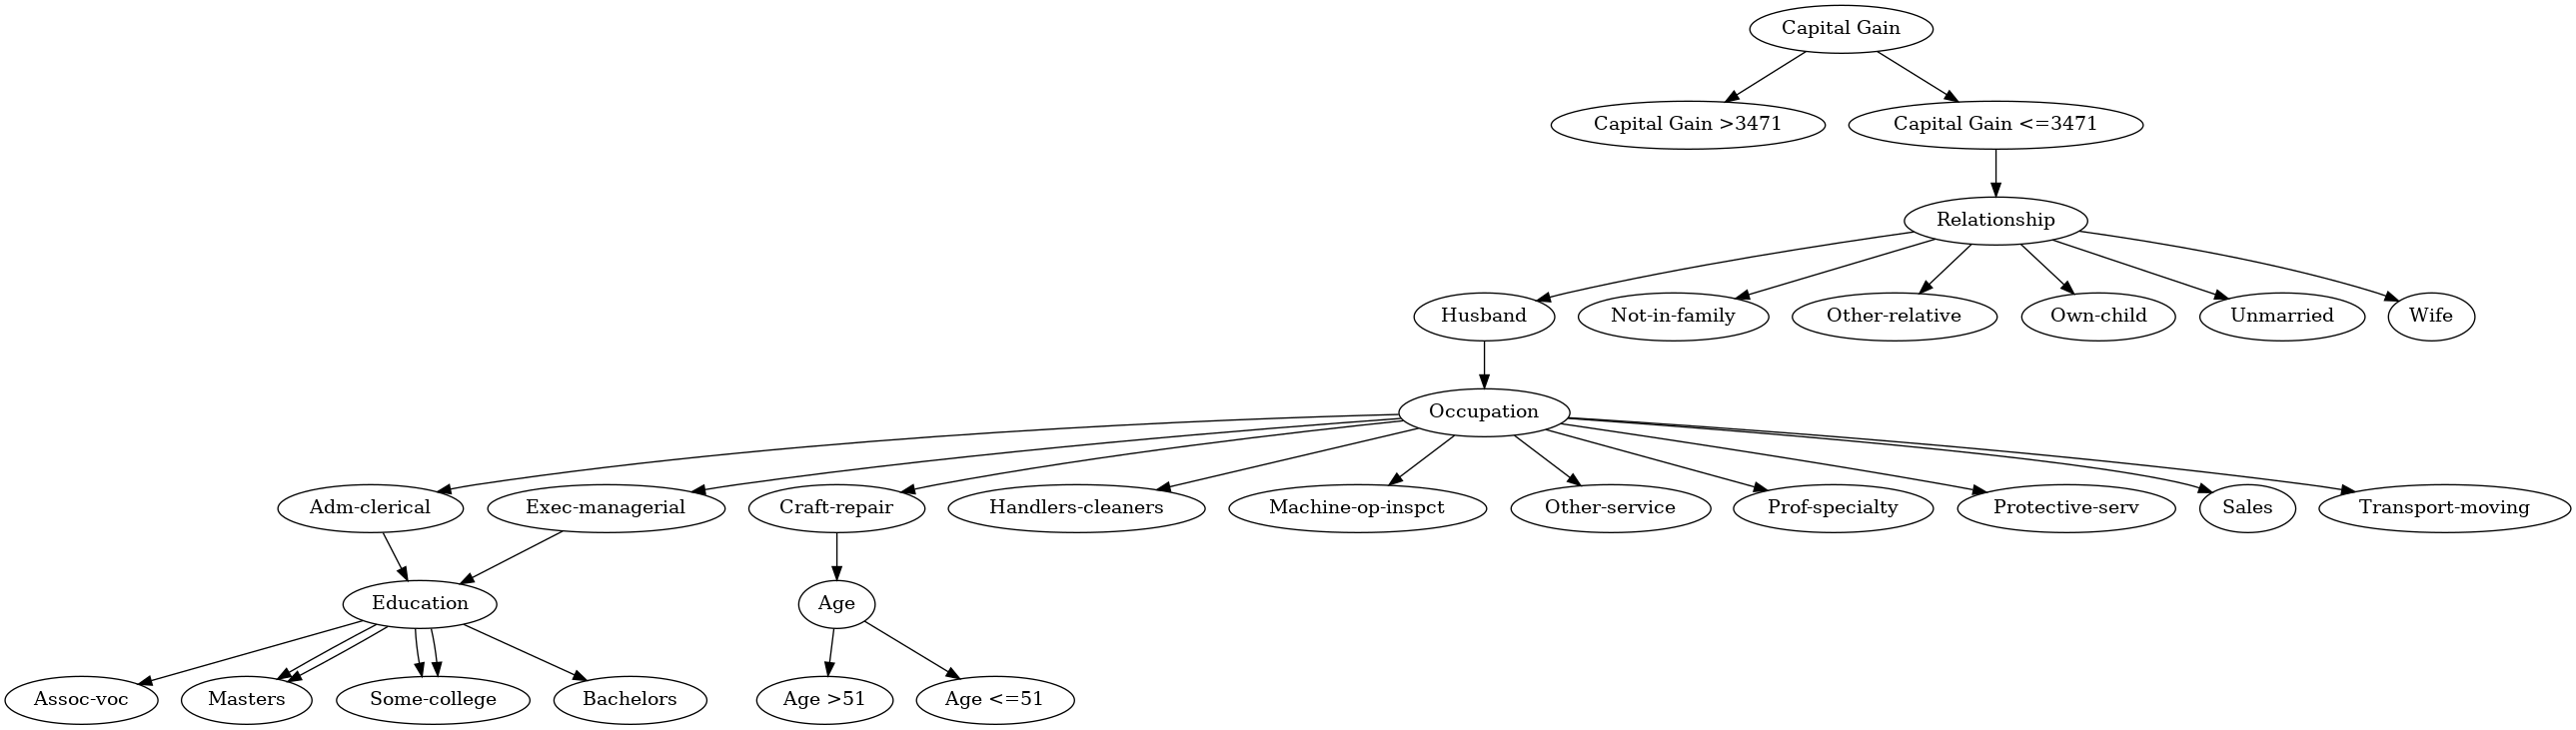 Capital Gain
Capital Gain >3471
Capital Gain <=3471
Relationship
Husband
Not-in-family
Other-relative
Own-child
Unmarried
Wife
Occupation
Adm-clerical
Exec-managerial
Craft-repair
Handlers-cleaners
Machine-op-inspct
Other-service
Prof-specialty
Protective-serv
Sales
Transport-moving
Education
Age
Assoc-voc
Masters
Some-college
Bachelors
Age >51
Age <=51